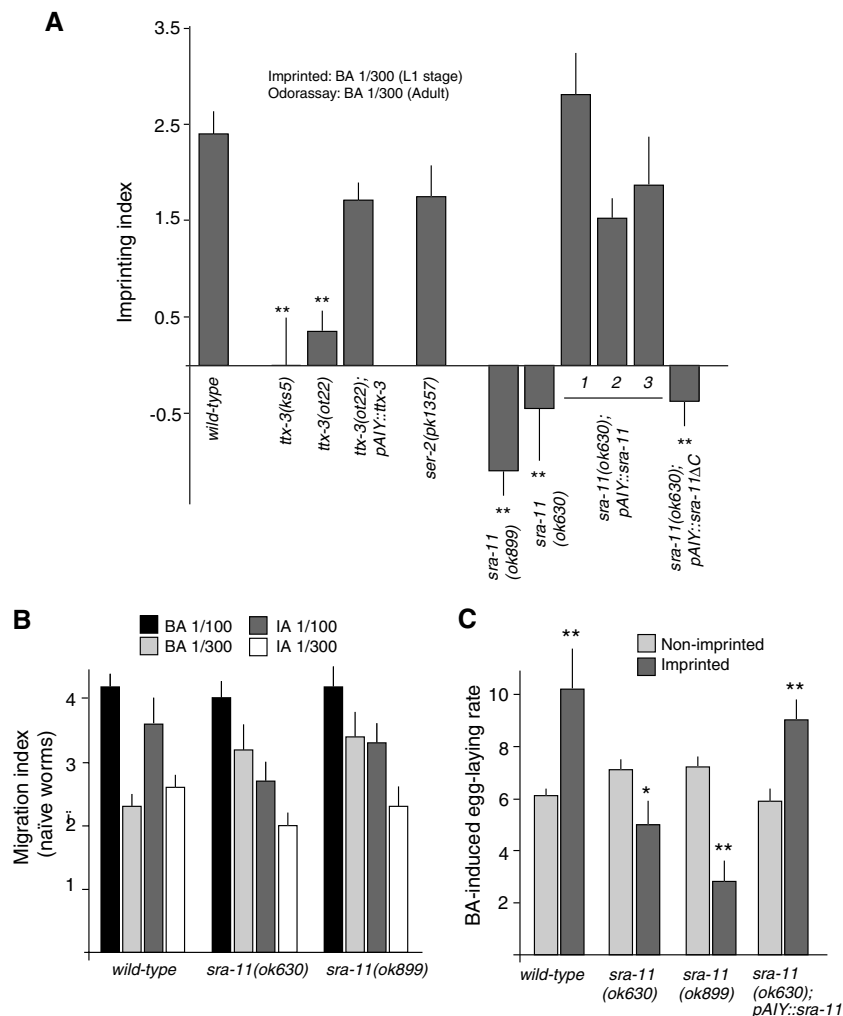 A
3.5
2.5
1.5
0.5
-0.5
Imprinting index
Imprinted: BA 1/300 (L1 stage)
Odorassay: BA 1/300 (Adult)
**
**
**
**
**
1
2
3
wild-type
ttx-3(ks5)
ttx-3(ot22)
ttx-3(ot22);
pAIY::ttx-3
ser-2(pk1357)
sra-11
(ok899)
sra-11
(ok630)
sra-11(ok630);
pAIY::sra-11
sra-11(ok630);
pAIY::sra-11ΔC
B
BA 1/100
IA 1/100
BA 1/300
IA 1/300
Migration index
(naïve worms)
4
3
2
1
wild-type
sra-11(ok630)
sra-11(ok899)
C
Non-imprinted
Imprinted
BA-induced egg-laying rate
10
8
6
4
2
**
*
**
**
wild-type
sra-11
(ok630)
sra-11
(ok899)
sra-11
(ok630);
pAIY::sra-11